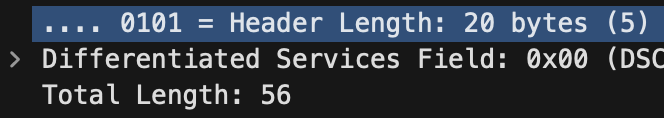 .... 0101 = Header Length: 20 bytes (5)
Differentiated Services Field: 0x00 (DSC
Total Length: 56